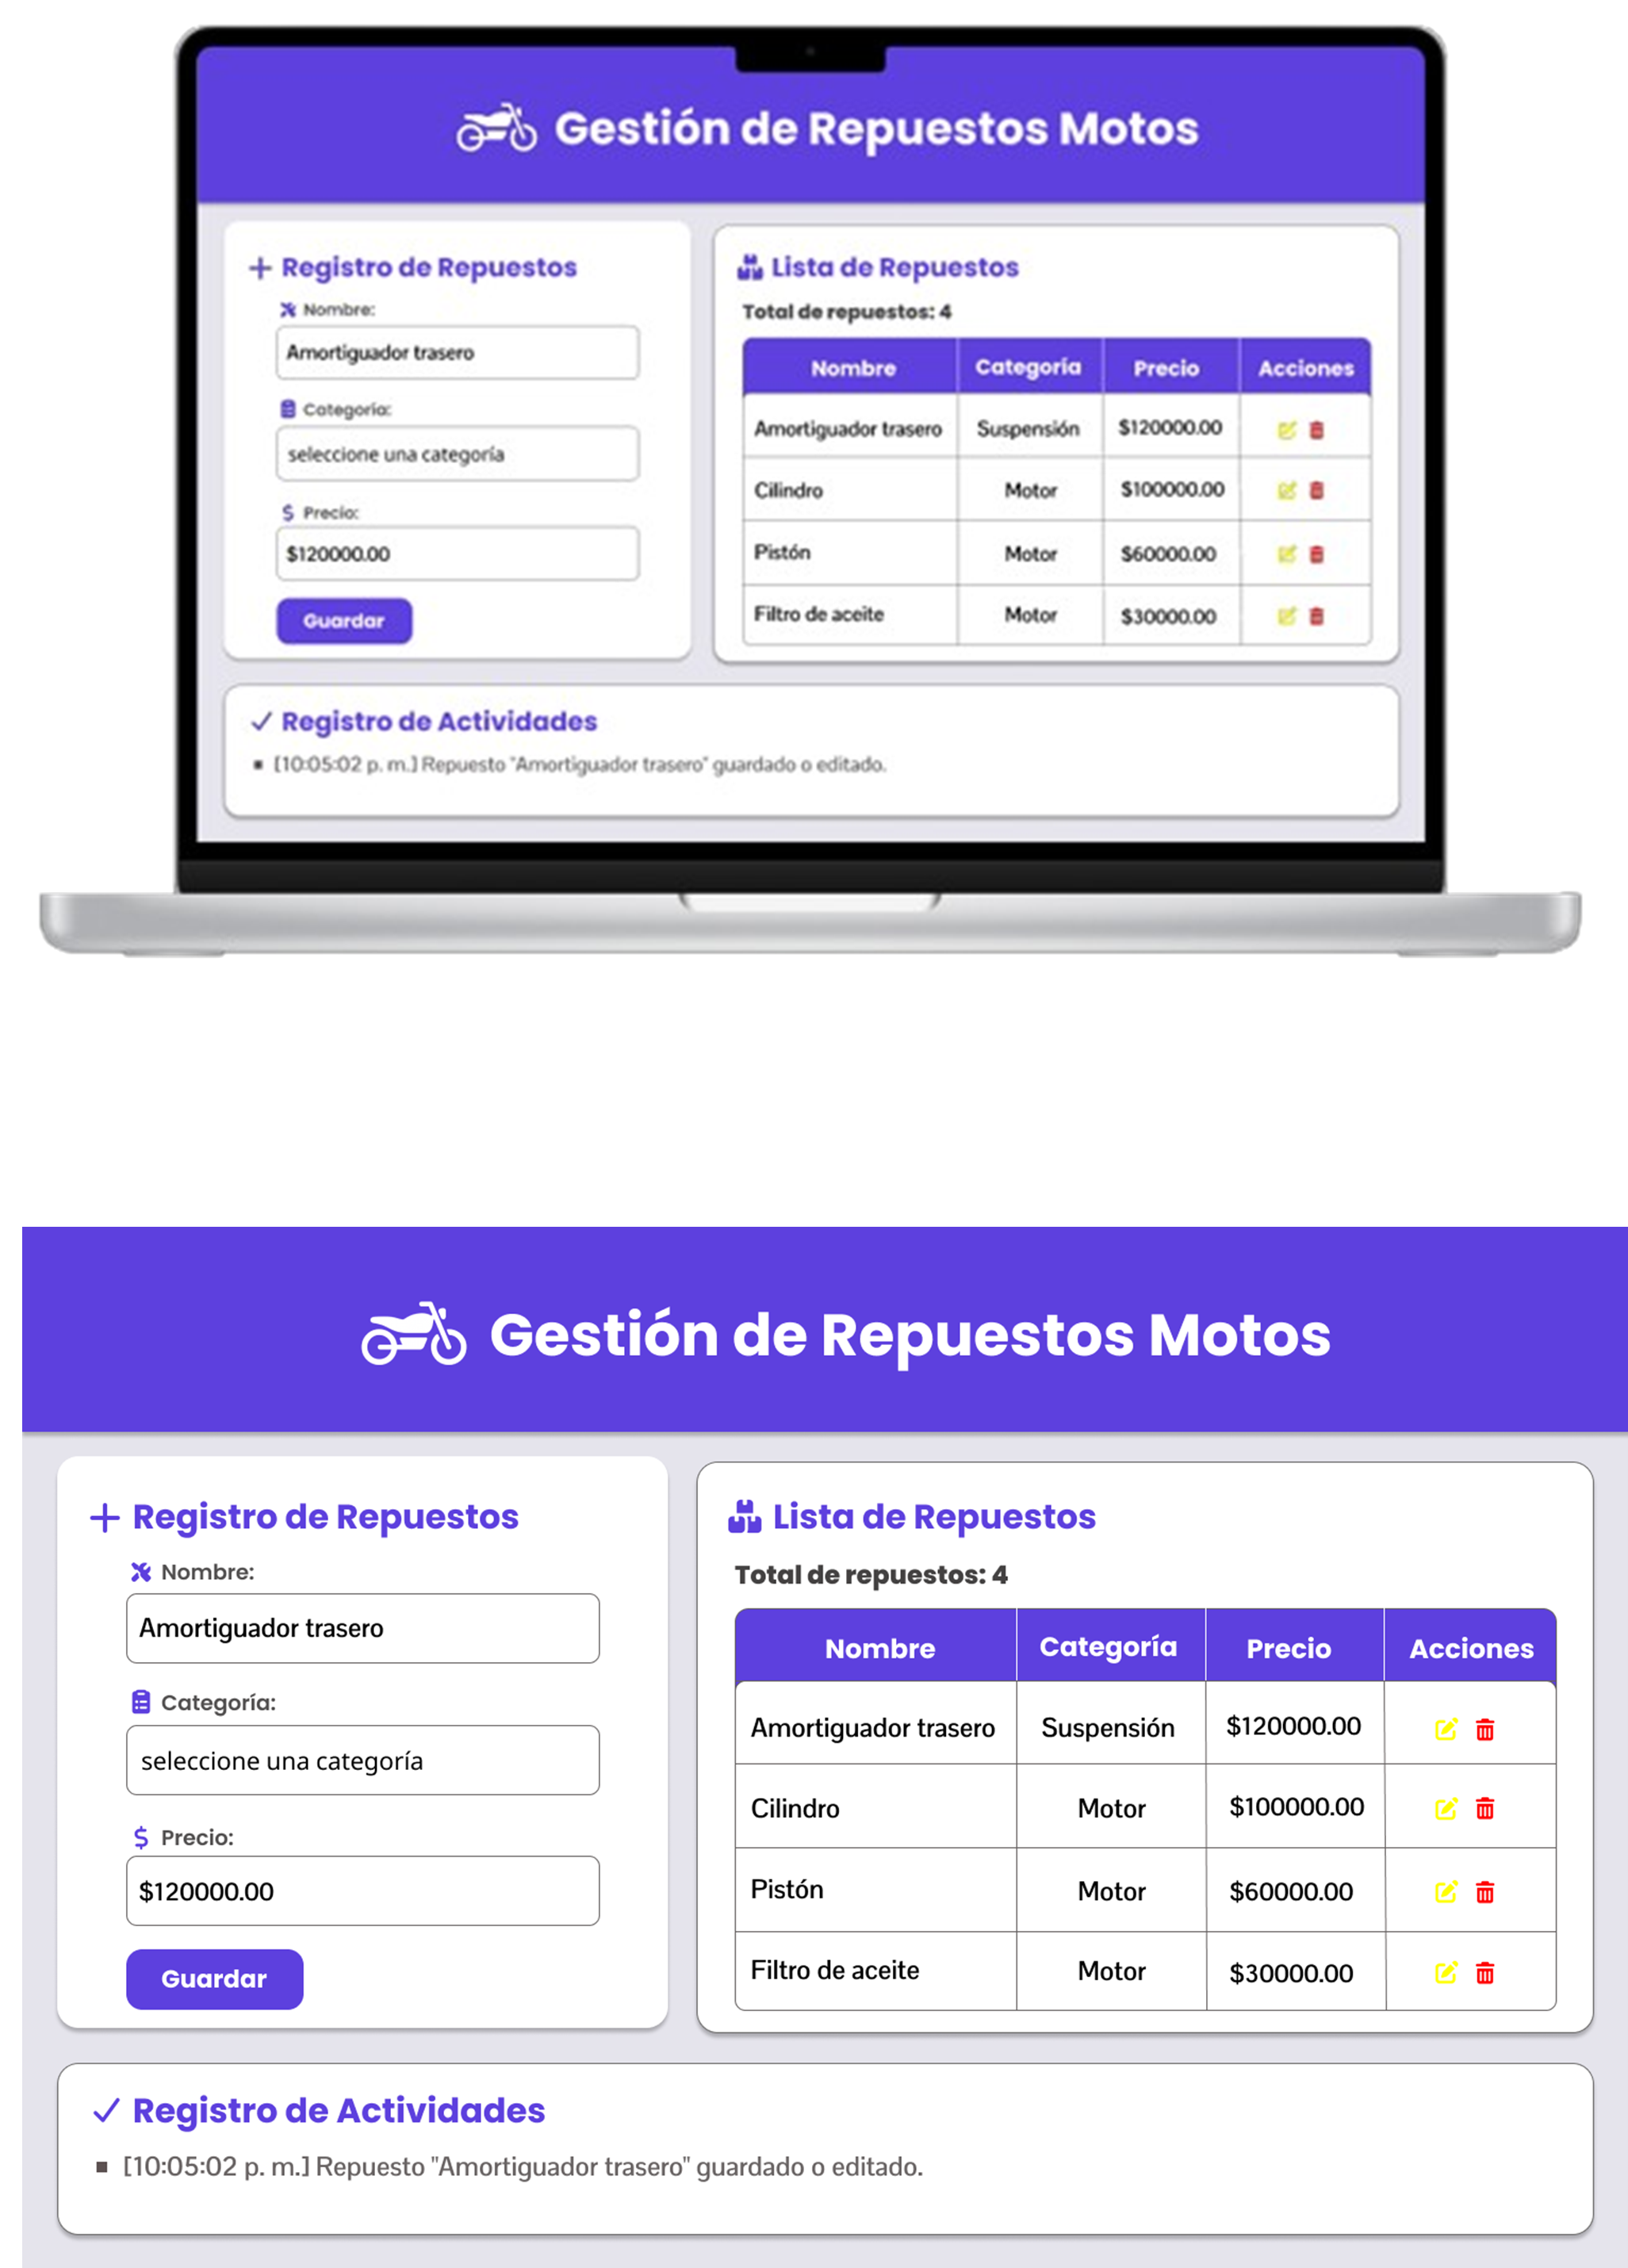 Gestión de Repuestos Motos
Registro de Repuestos
Nombre:
Amortiguador trasero
Categoría:
seleccione una categoría
$ Precio:
$120000.00
Guardar
Lista de Repuestos
Total de repuestos: 4
Nombre Categoría Precio Acciones
Amortiguador trasero Suspensión $120000.00
Cilindro Motor $100000.00
Pistón Motor $60000.00
Filtro de aceite Motor $30000.00
Registro de Actividades
[10:05:02 p. m.] Repuesto "Amortiguador trasero" guardado o editado.
Gestión de Repuestos Motos
Registro de Repuestos
Nombre:
Amortiguador trasero
Categoría:
seleccione una categoría
$ Precio:
$120000.00
Guardar
Lista de Repuestos
Total de repuestos: 4
Nombre Categoría Precio Acciones
Amortiguador trasero Suspensión $120000.00
Cilindro Motor $100000.00
Pistón Motor $60000.00
Filtro de aceite Motor $30000.00
Registro de Actividades
[10:05:02 p. m.] Repuesto "Amortiguador trasero" guardado o editado.